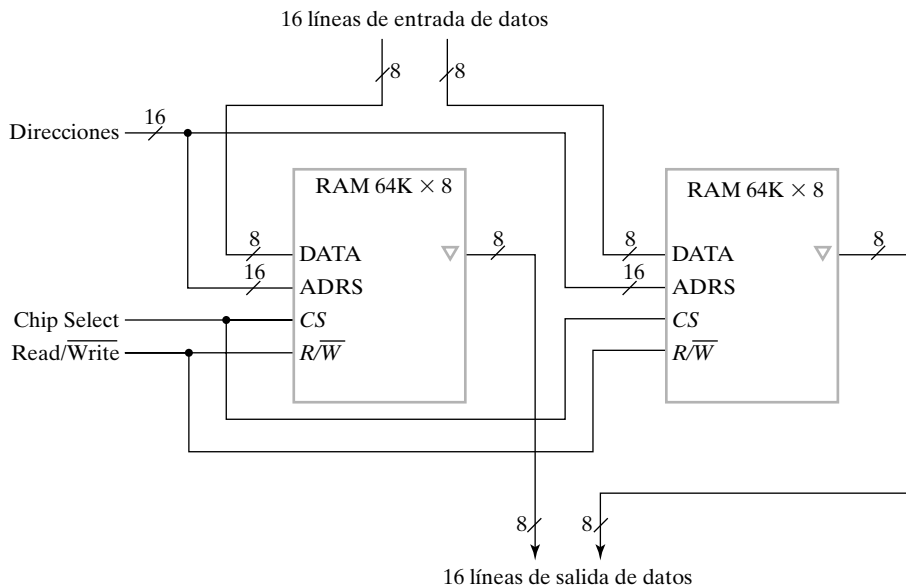 16 líneas de entrada de datos
8 8
16
Direcciones
RAM 64K × 8
RAM 64K × 8
8 DATA 8
8 DATA 8
16 ADRS
16 ADRS
Chip Select CS
CS
Read/W̅r̅i̅t̅e̅ R/W̅
R/W̅
8 8
16 líneas de salida de datos